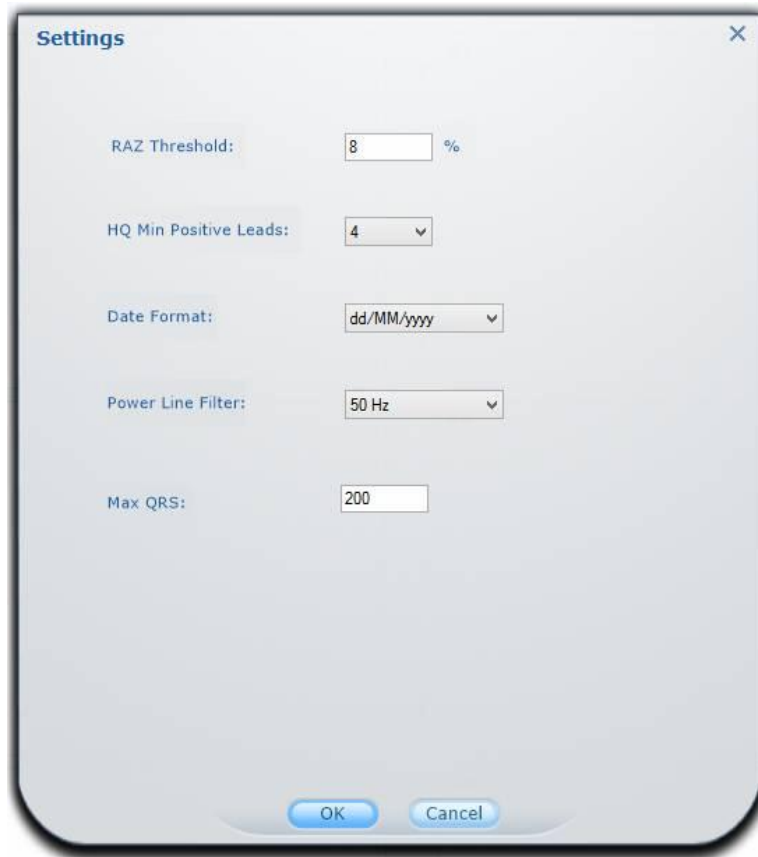 Settings
RAZ Threshold: 8 %
HQ Min Positive Leads: 4
Date Format: dd/MM/yyyy
Power Line Filter: 50 Hz
Max QRS: 200
OK Cancel